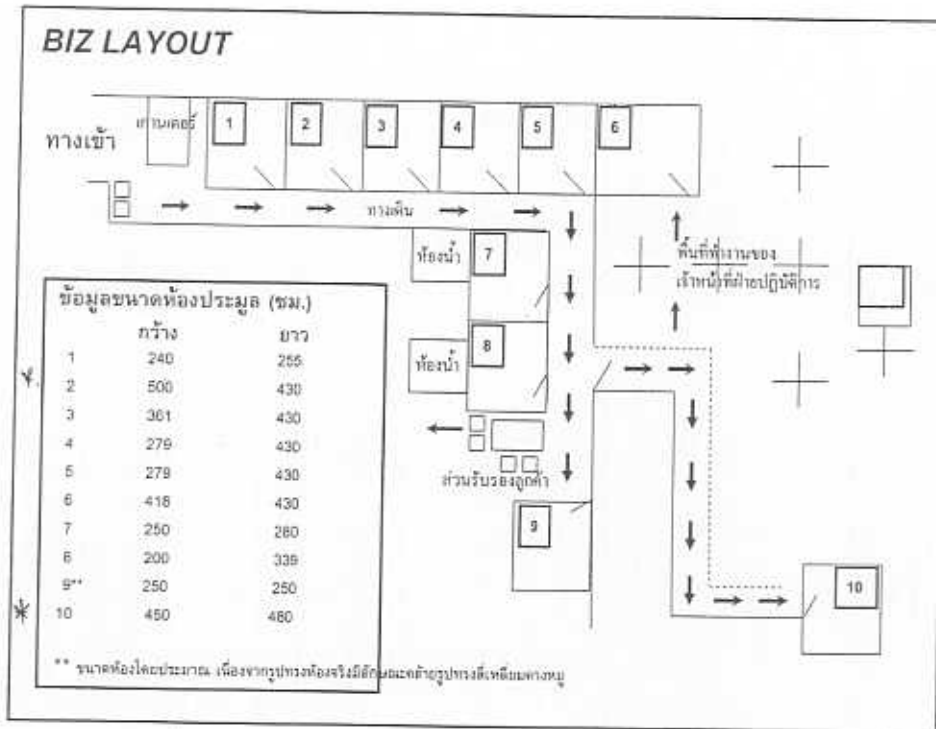 BIZ LAYOUT
ทางเข้า
เคาน์เตอร์
1
2
3
4
5
6
ทางเดิน
ห้องน้ำ
7
พื้นที่ทำงานของ
เจ้าหน้าที่ฝ่ายปฏิบัติการ
ห้องน้ำ
8
ส่วนรับรองลูกค้า
9
10
ข้อมูลขนาดห้องประมูล (ซม.)
กว้าง ยาว
1 240 255
2 500 430
3 361 430
4 279 430
5 279 430
6 418 430
7 250 280
8 200 339
9** 250 250
10 450 480
** ขนาดห้องโดยประมาณ เนื่องจากรูปทรงห้องจริงมีลักษณะคล้ายรูปทรงสี่เหลี่ยมคางหมู